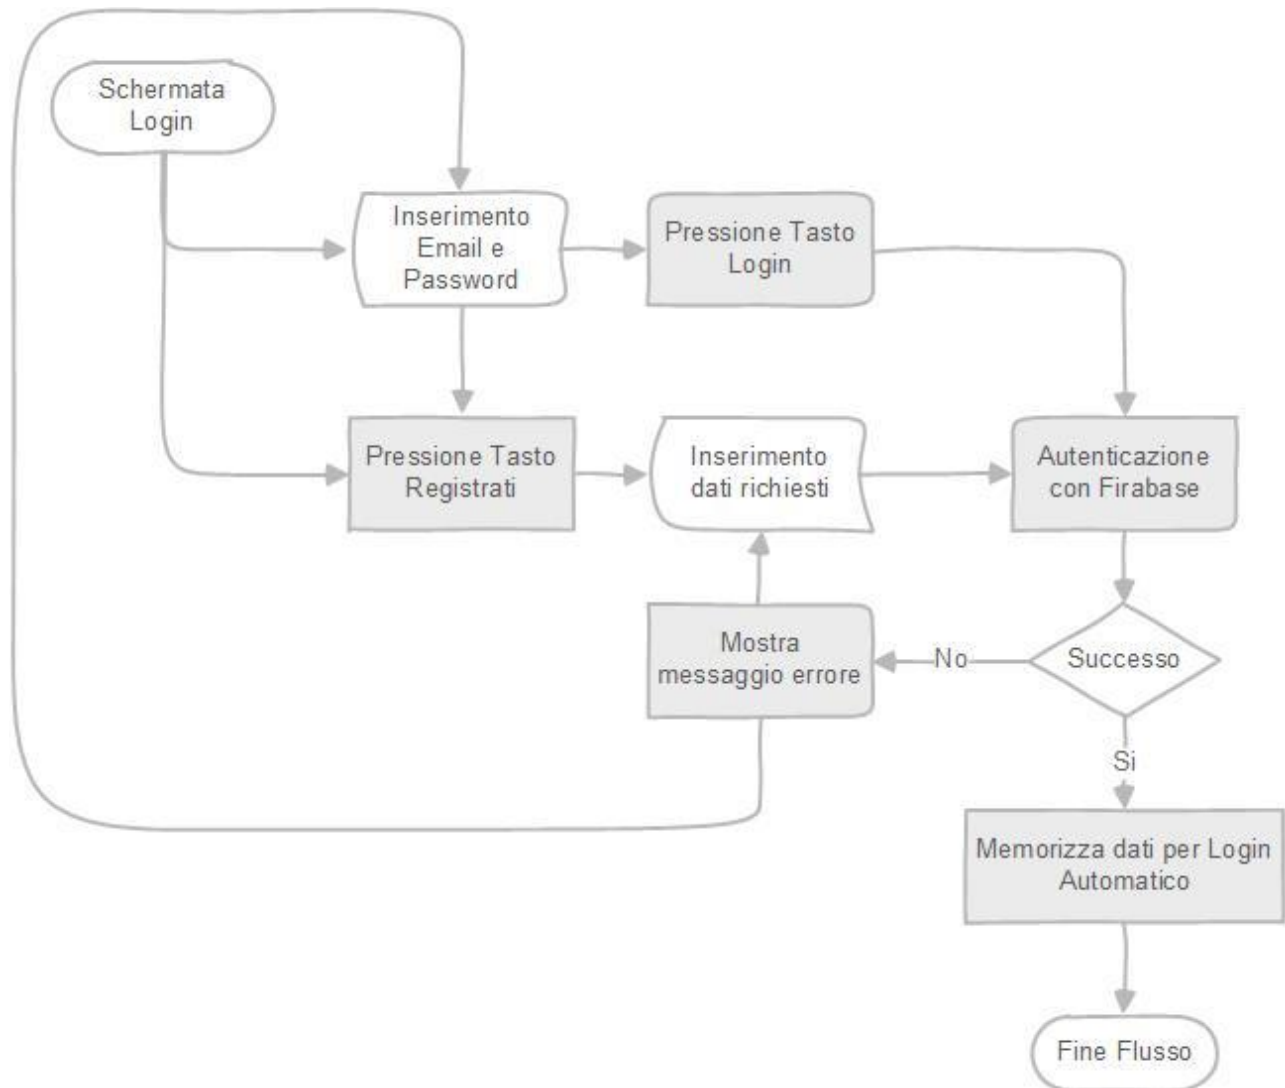 Schermata
Login
Inserimento
Email e
Password
Pressione Tasto
Login
Pressione Tasto
Registrati
Inserimento
dati richiesti
Autenticazione
con Firabase
Mostra
messaggio errore
No
Successo
Si
Memorizza dati per Login
Automatico
Fine Flusso